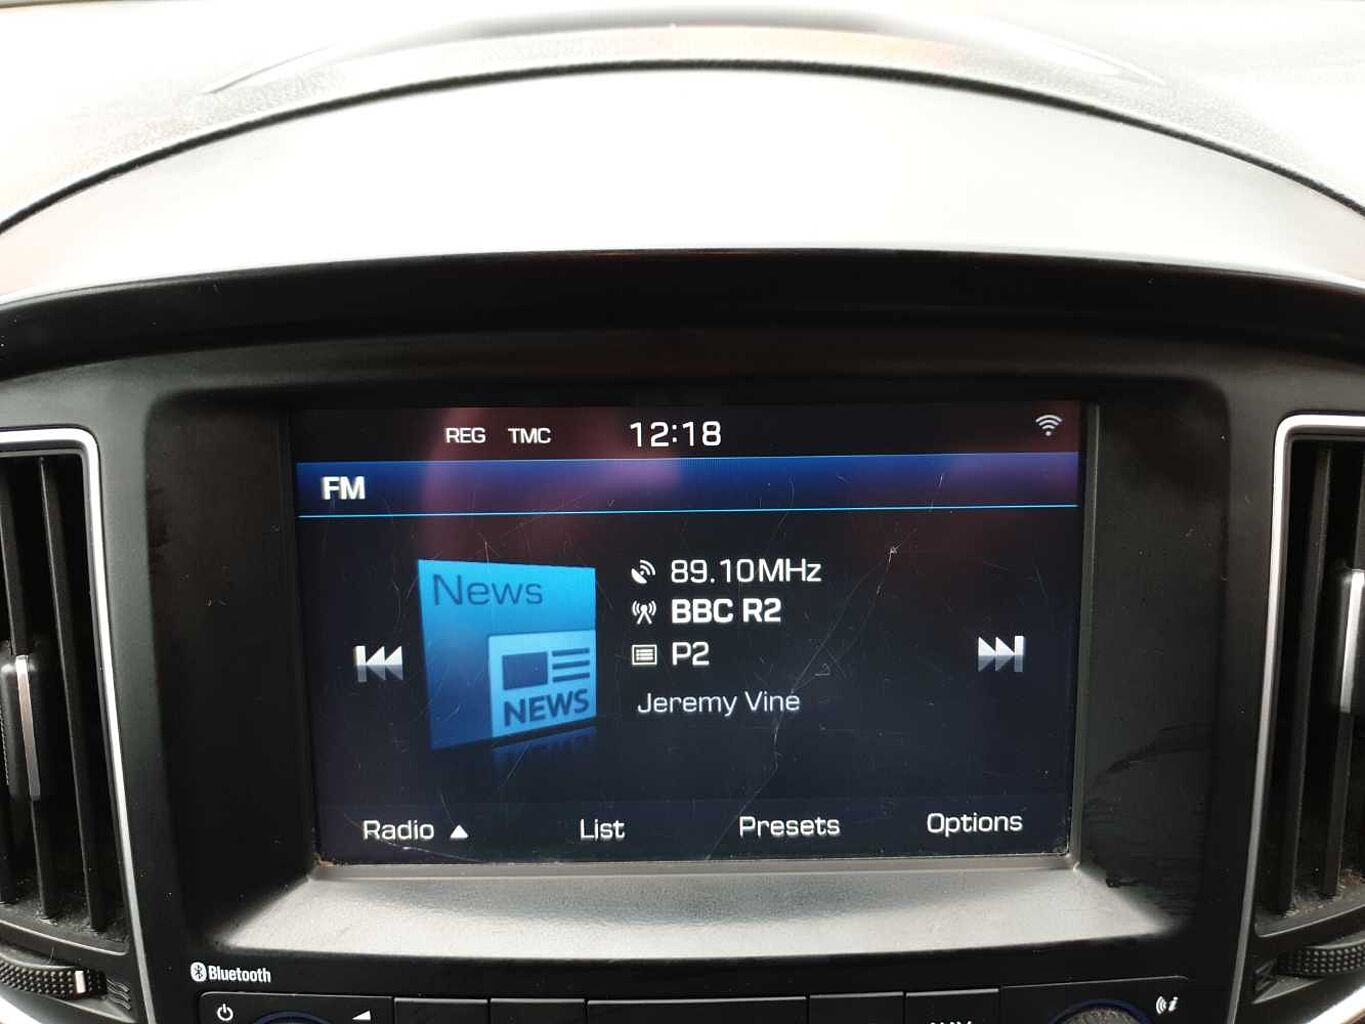 REG TMC 12:18
FM
News
NEWS
89.10MHz
BBC R2
P2
Jeremy Vine
Radio List Presets Options
Bluetooth